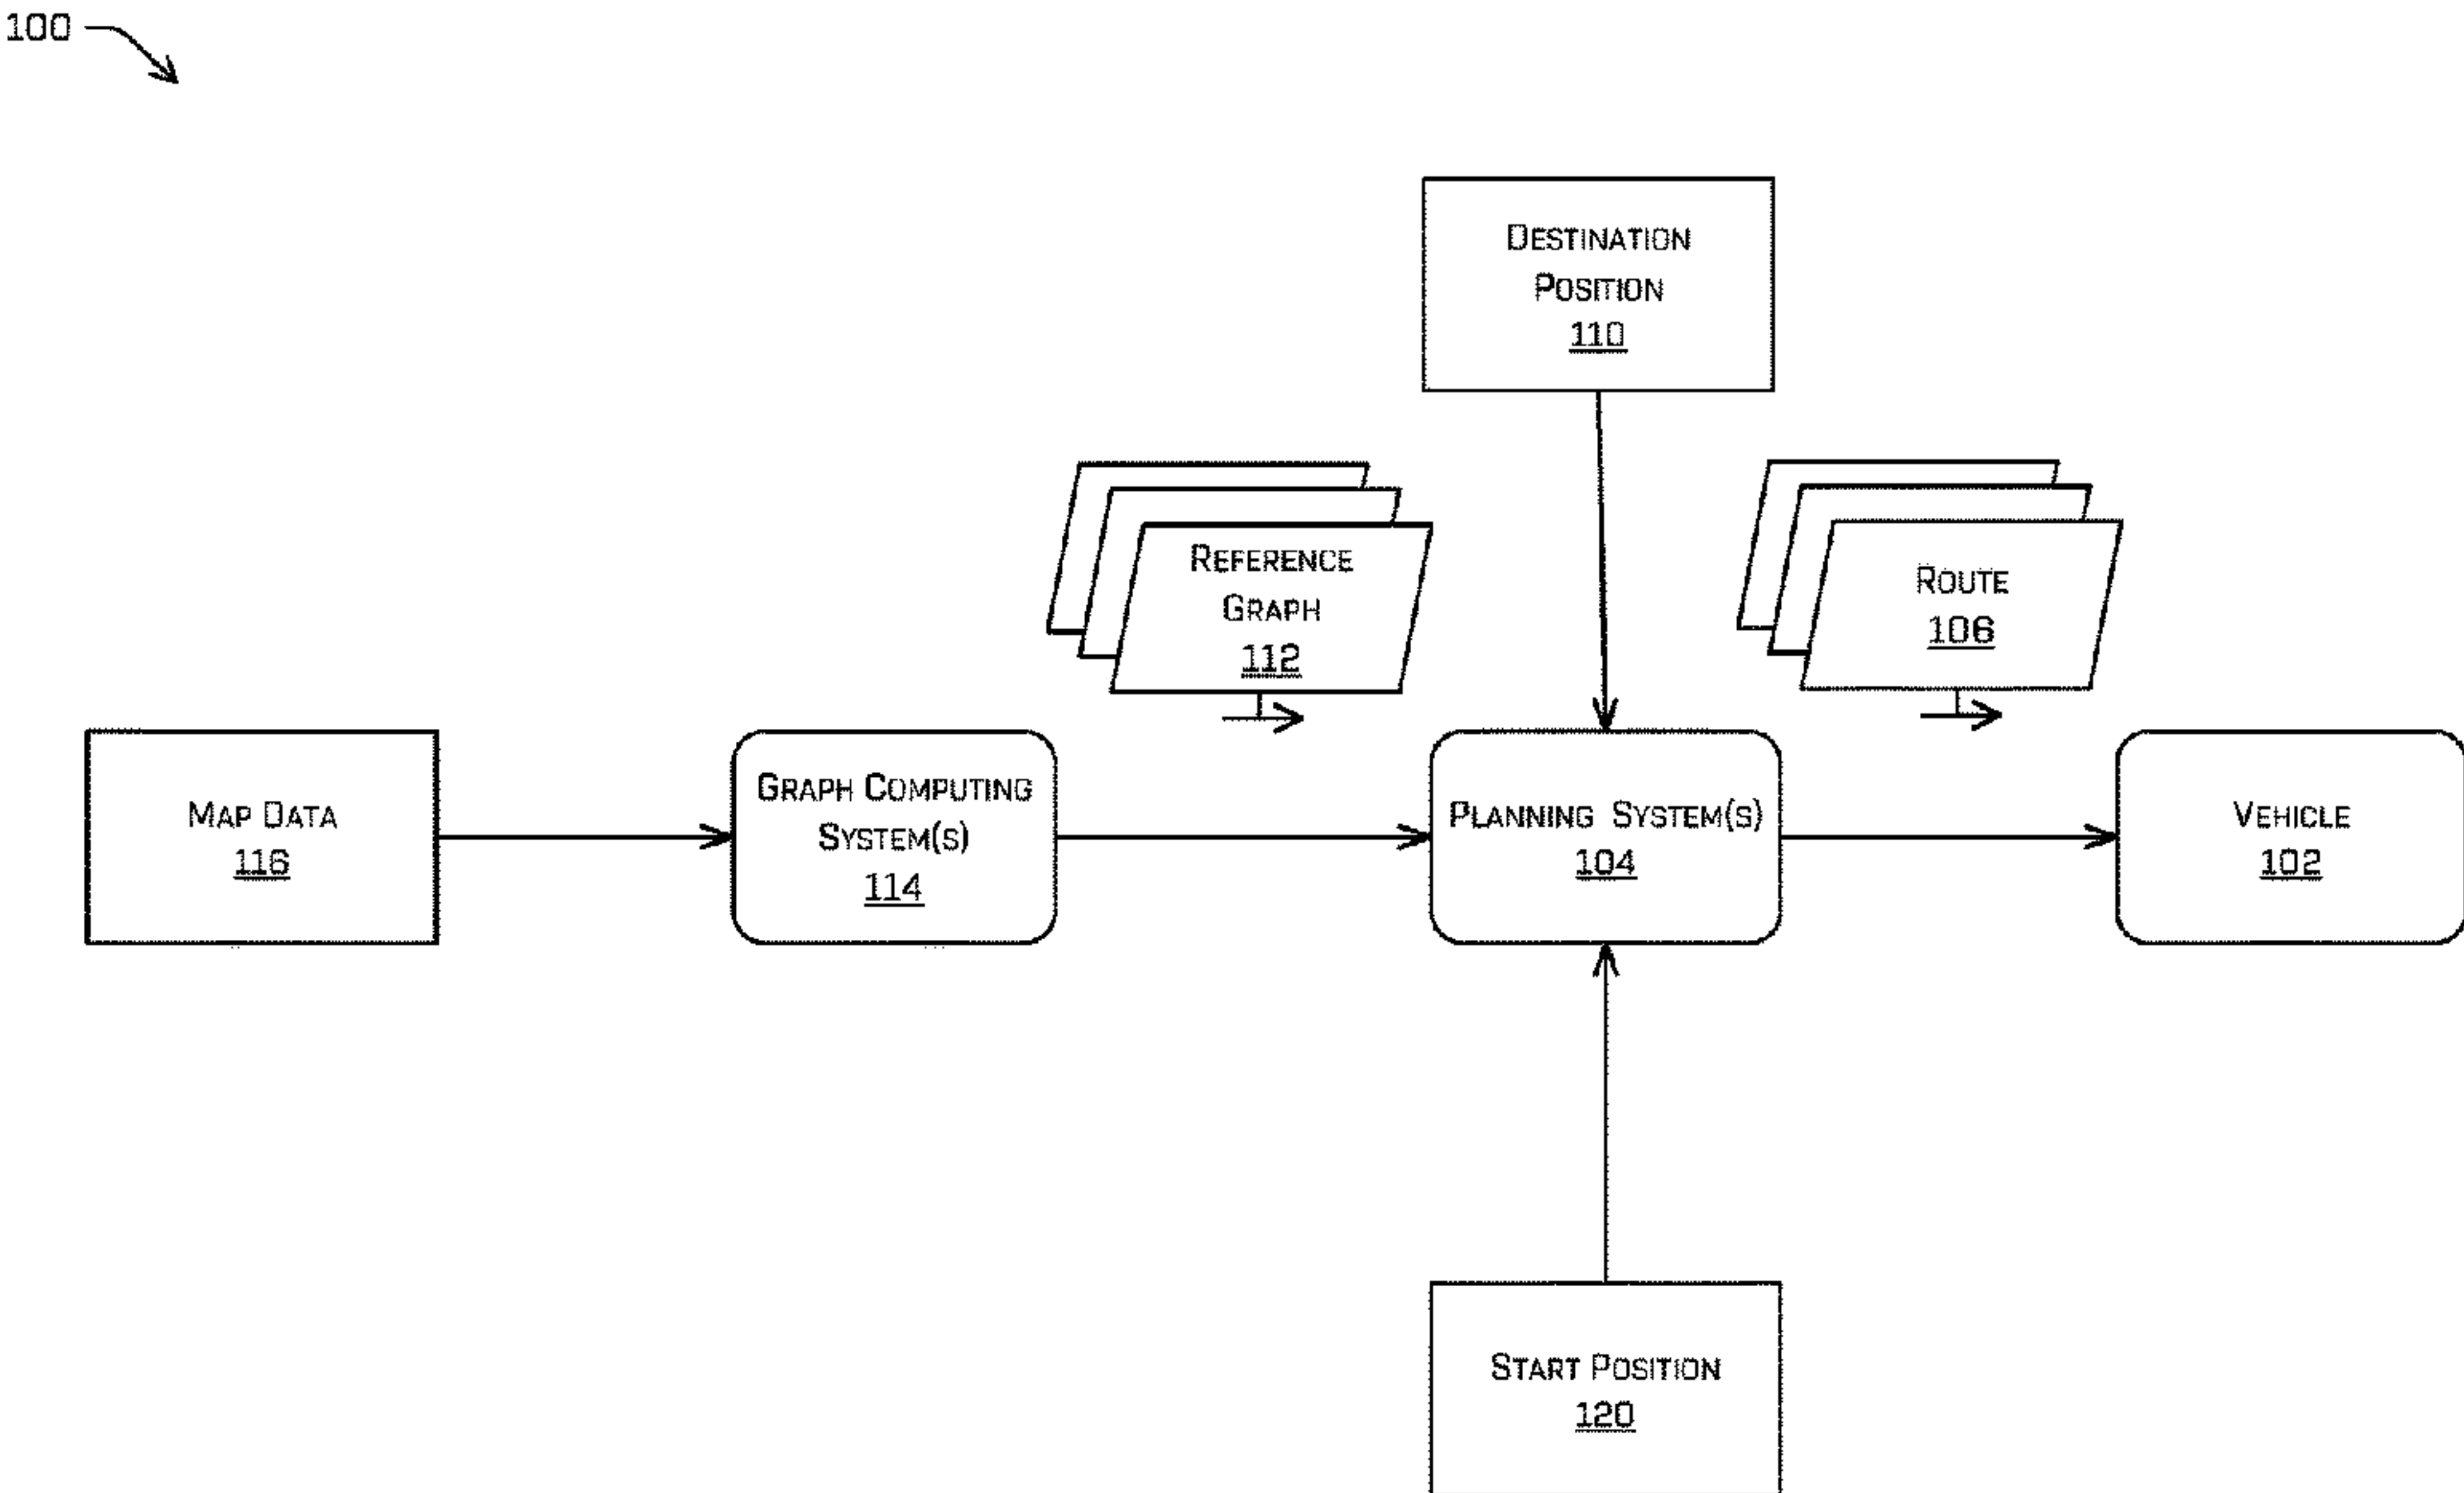 100
DESTINATION
POSITION
110
REFERENCE
GRAPH
112
ROUTE
106
MAP DATA
116
GRAPH COMPUTING
SYSTEM(S)
114
PLANNING SYSTEM(S)
104
VEHICLE
102
START POSITION
120